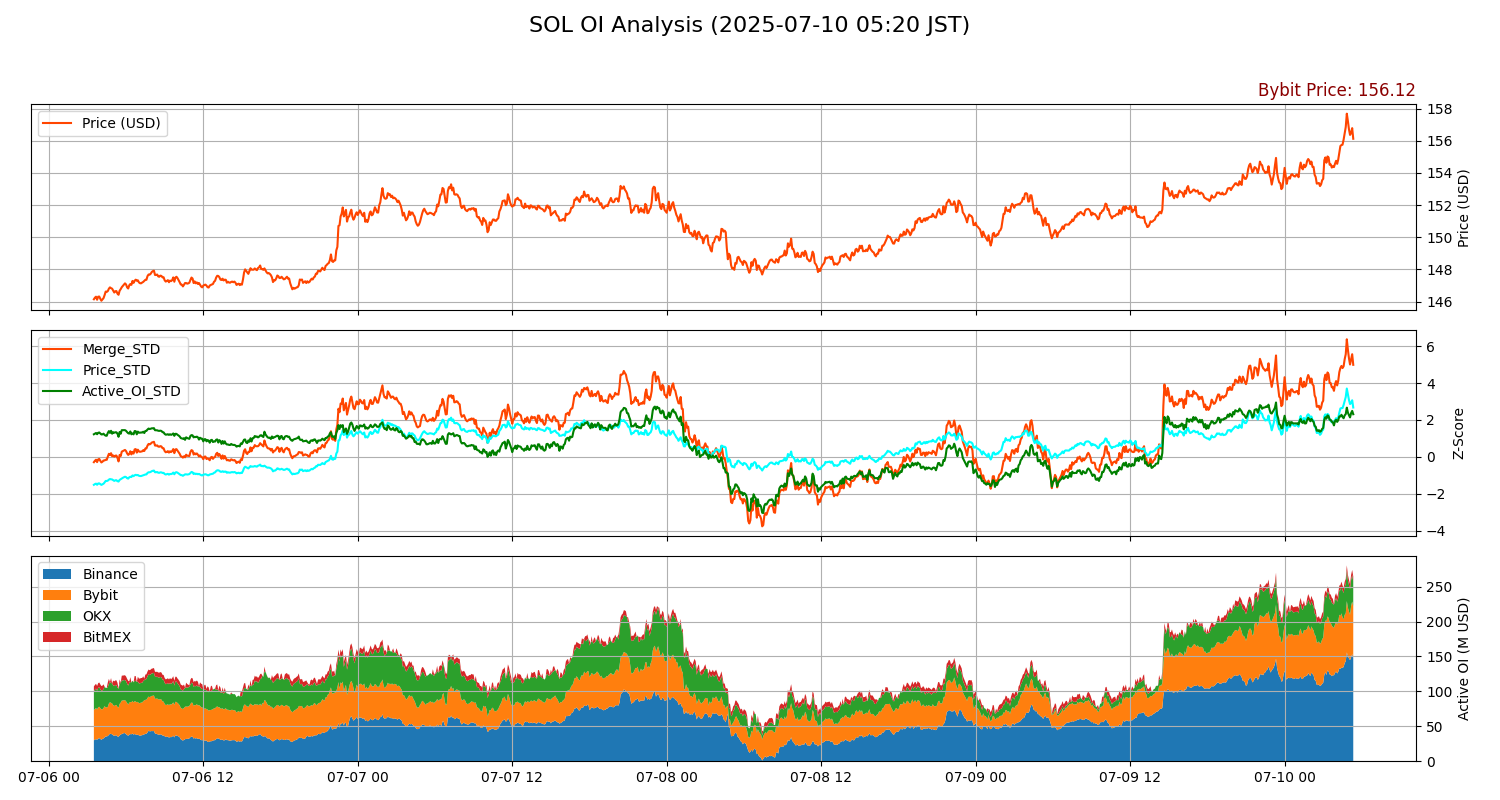 SOL OI Analysis (2025-07-10 05:20 JST)
Bybit Price: 156.12
Price (USD)
158
156
154
152
150
148
146
Price (USD)
Merge_STD
Price_STD
Active_OI_STD
6
4
2
0
−2
−4
Z-Score
Binance
Bybit
OKX
BitMEX
250
200
150
100
50
0
Active OI (M USD)
07-06 00 07-06 12 07-07 00 07-07 12 07-08 00 07-08 12 07-09 00 07-09 12 07-10 00